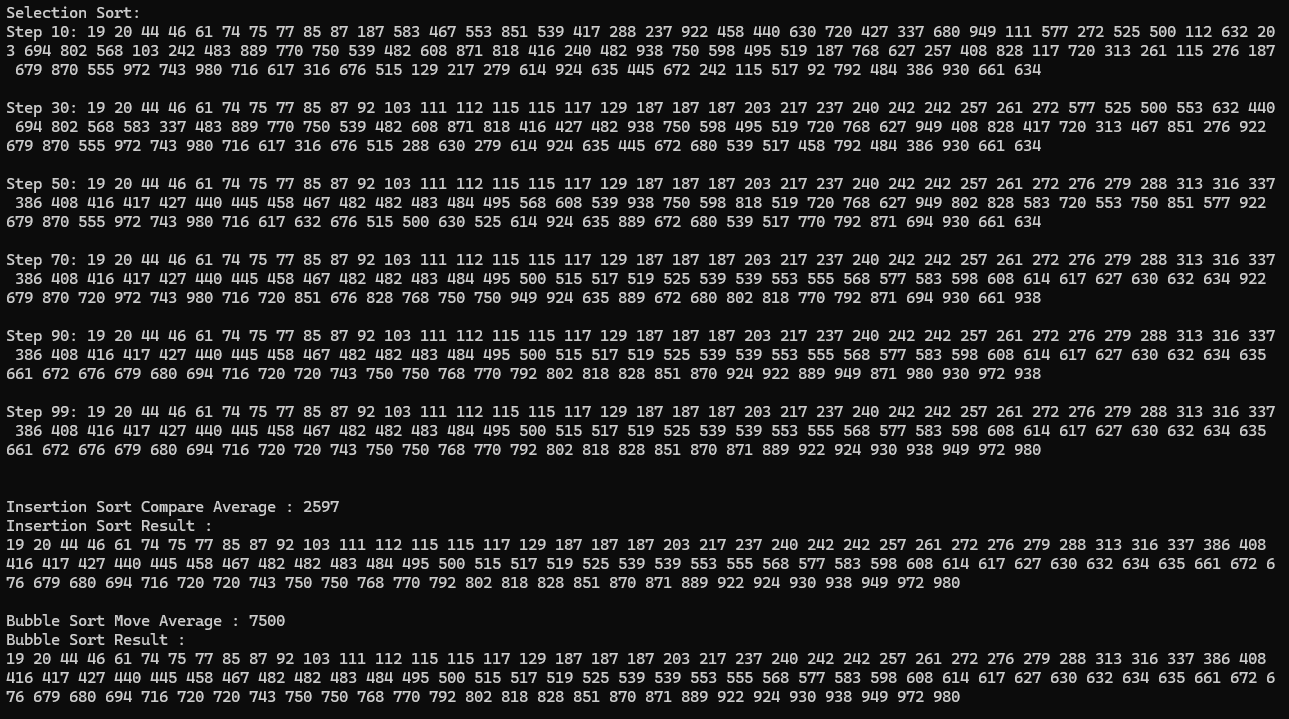 Selection Sort:
Step 10: 19 20 44 46 61 74 75 77 85 87 187 583 467 553 851 539 417 288 237 922 458 440 630 720 427 337 680 949 111 577 272 525 500 112 632 20
3 694 802 568 103 242 483 889 770 750 539 482 608 871 818 416 240 482 938 750 598 495 519 187 768 627 257 408 828 117 720 313 261 115 276 187
679 870 555 972 743 980 716 617 316 676 515 129 217 279 614 924 635 445 672 242 115 517 92 792 484 386 930 661 634
Step 30: 19 20 44 46 61 74 75 77 85 87 92 103 111 112 115 115 117 129 187 187 187 203 217 237 240 242 242 257 261 272 577 525 500 553 632 440
694 802 568 583 337 483 889 770 750 539 482 608 871 818 416 427 482 938 750 598 495 519 720 768 627 949 408 828 417 720 313 467 851 276 922
679 870 555 972 743 980 716 617 316 676 515 288 630 279 614 924 635 445 672 680 539 517 458 792 484 386 930 661 634
Step 50: 19 20 44 46 61 74 75 77 85 87 92 103 111 112 115 115 117 129 187 187 187 203 217 237 240 242 242 257 261 272 276 279 288 313 316 337
386 408 416 417 427 440 445 458 467 482 482 483 484 495 568 608 539 938 750 598 818 519 720 768 627 949 802 828 583 720 553 750 851 577 922
679 870 555 972 743 980 716 617 632 676 515 500 630 525 614 924 635 889 672 680 539 517 770 792 871 694 930 661 634
Step 70: 19 20 44 46 61 74 75 77 85 87 92 103 111 112 115 115 117 129 187 187 187 203 217 237 240 242 242 257 261 272 276 279 288 313 316 337
386 408 416 417 427 440 445 458 467 482 482 483 484 495 500 515 517 519 525 539 539 553 555 568 577 583 598 608 614 617 627 630 632 634 922
679 870 720 972 743 980 716 720 851 676 828 768 750 750 949 924 635 889 672 680 802 818 770 792 871 694 930 661 938
Step 90: 19 20 44 46 61 74 75 77 85 87 92 103 111 112 115 115 117 129 187 187 187 203 217 237 240 242 242 257 261 272 276 279 288 313 316 337
386 408 416 417 427 440 445 458 467 482 482 483 484 495 500 515 517 519 525 539 539 553 555 568 577 583 598 608 614 617 627 630 632 634 635
661 672 676 679 680 694 716 720 720 743 750 750 768 770 792 802 818 828 851 870 924 922 889 949 871 980 930 972 938
Step 99: 19 20 44 46 61 74 75 77 85 87 92 103 111 112 115 115 117 129 187 187 187 203 217 237 240 242 242 257 261 272 276 279 288 313 316 337
386 408 416 417 427 440 445 458 467 482 482 483 484 495 500 515 517 519 525 539 539 553 555 568 577 583 598 608 614 617 627 630 632 634 635
661 672 676 679 680 694 716 720 720 743 750 750 768 770 792 802 818 828 851 870 871 889 922 924 930 938 949 972 980
Insertion Sort Compare Average : 2597
Insertion Sort Result :
19 20 44 46 61 74 75 77 85 87 92 103 111 112 115 115 117 129 187 187 187 203 217 237 240 242 242 257 261 272 276 279 288 313 316 337 386 408
416 417 427 440 445 458 467 482 482 483 484 495 500 515 517 519 525 539 539 553 555 568 577 583 598 608 614 617 627 630 632 634 635 661 672 6
76 679 680 694 716 720 720 743 750 750 768 770 792 802 818 828 851 870 871 889 922 924 930 938 949 972 980
Bubble Sort Move Average : 7500
Bubble Sort Result :
19 20 44 46 61 74 75 77 85 87 92 103 111 112 115 115 117 129 187 187 187 203 217 237 240 242 242 257 261 272 276 279 288 313 316 337 386 408
416 417 427 440 445 458 467 482 482 483 484 495 500 515 517 519 525 539 539 553 555 568 577 583 598 608 614 617 627 630 632 634 635 661 672 6
76 679 680 694 716 720 720 743 750 750 768 770 792 802 818 828 851 870 871 889 922 924 930 938 949 972 980